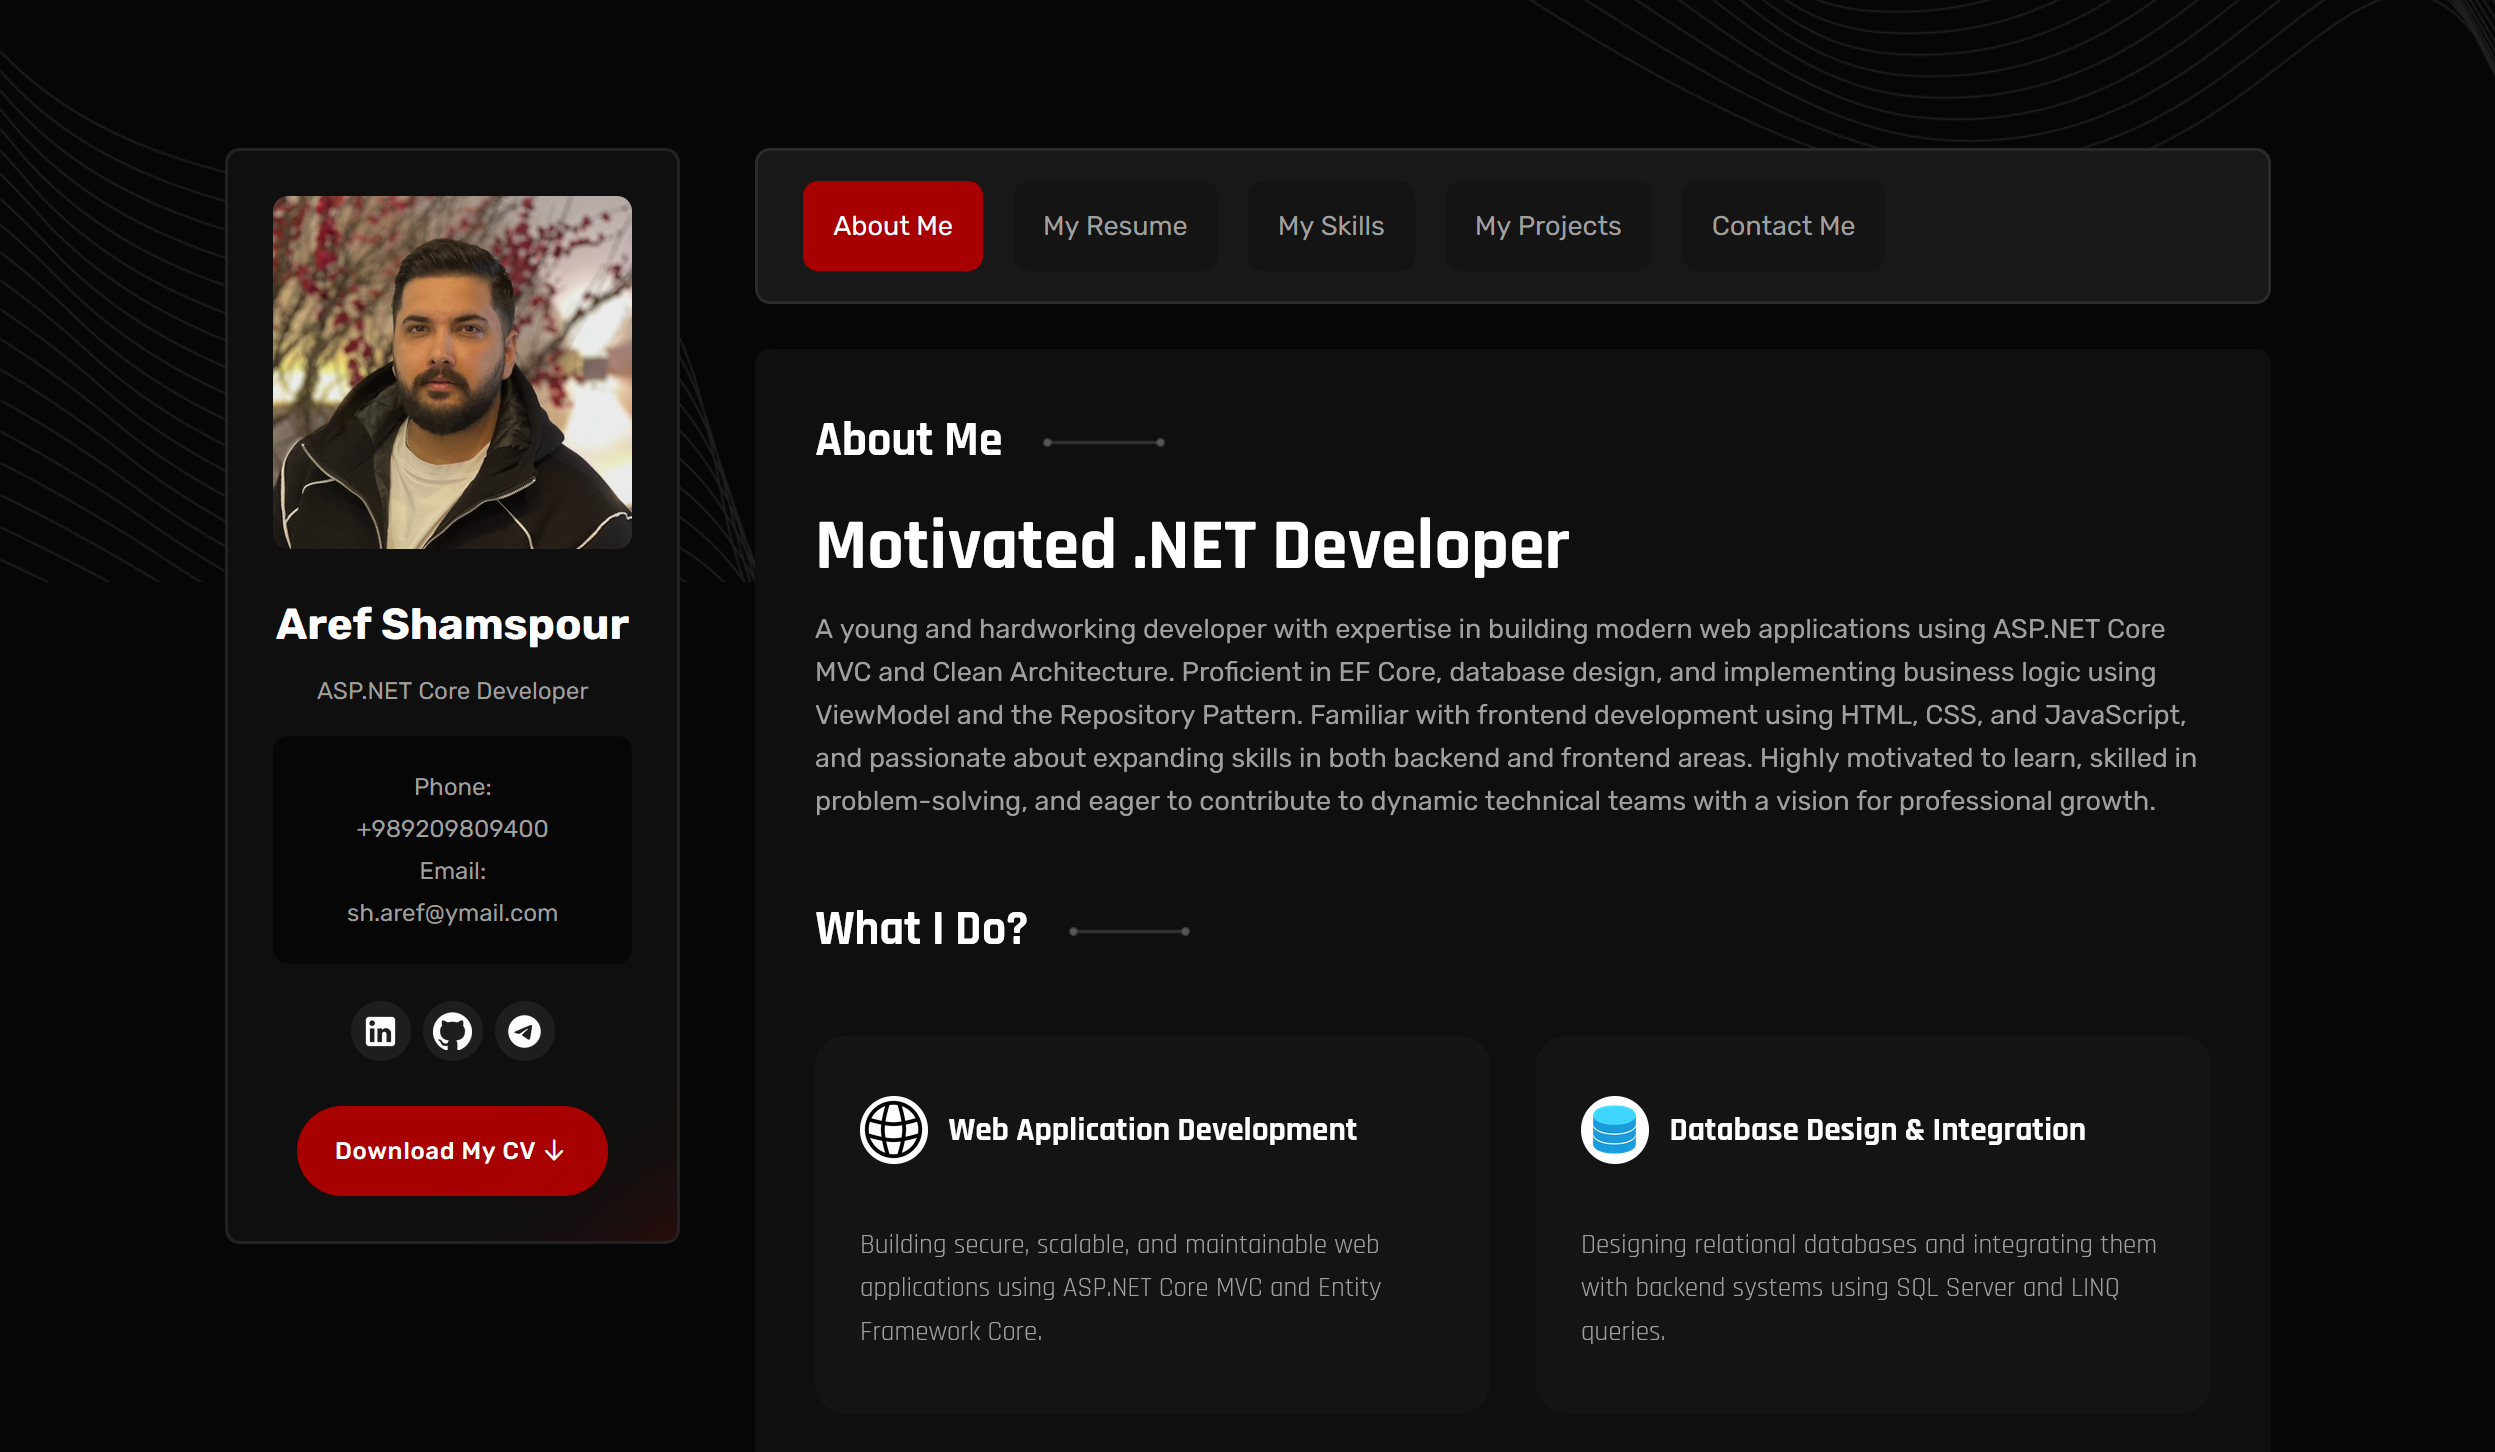 Aref Shamspour
ASP.NET Core Developer
Phone:
+989209809400
Email:
sh.aref@ymail.com
in
Download My CV ↓
About Me
My Resume
My Skills
My Projects
Contact Me
About Me
Motivated .NET Developer
A young and hardworking developer with expertise in building modern web applications using ASP.NET Core
MVC and Clean Architecture. Proficient in EF Core, database design, and implementing business logic using
ViewModel and the Repository Pattern. Familiar with frontend development using HTML, CSS, and JavaScript,
and passionate about expanding skills in both backend and frontend areas. Highly motivated to learn, skilled in
problem-solving, and eager to contribute to dynamic technical teams with a vision for professional growth.
What I Do?
Web Application Development
Building secure, scalable, and maintainable web
applications using ASP.NET Core MVC and Entity
Framework Core.
Database Design & Integration
Designing relational databases and integrating them
with backend systems using SQL Server and LINQ
queries.